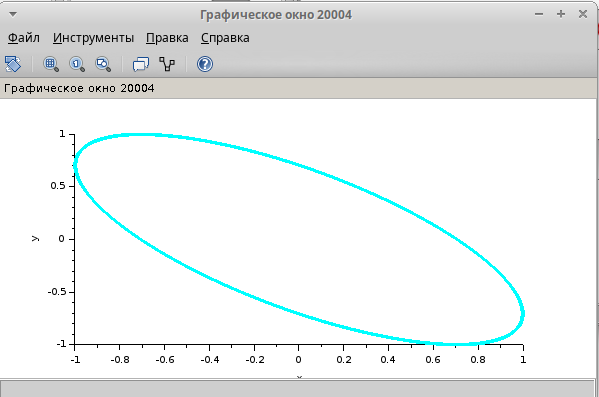 Графическое окно 20004
Файл Инструменты Правка Справка
Графическое окно 20004
1
0.5
0
-0.5
-1
y
-1 -0.8 -0.6 -0.4 -0.2 0 0.2 0.4 0.6 0.8 1